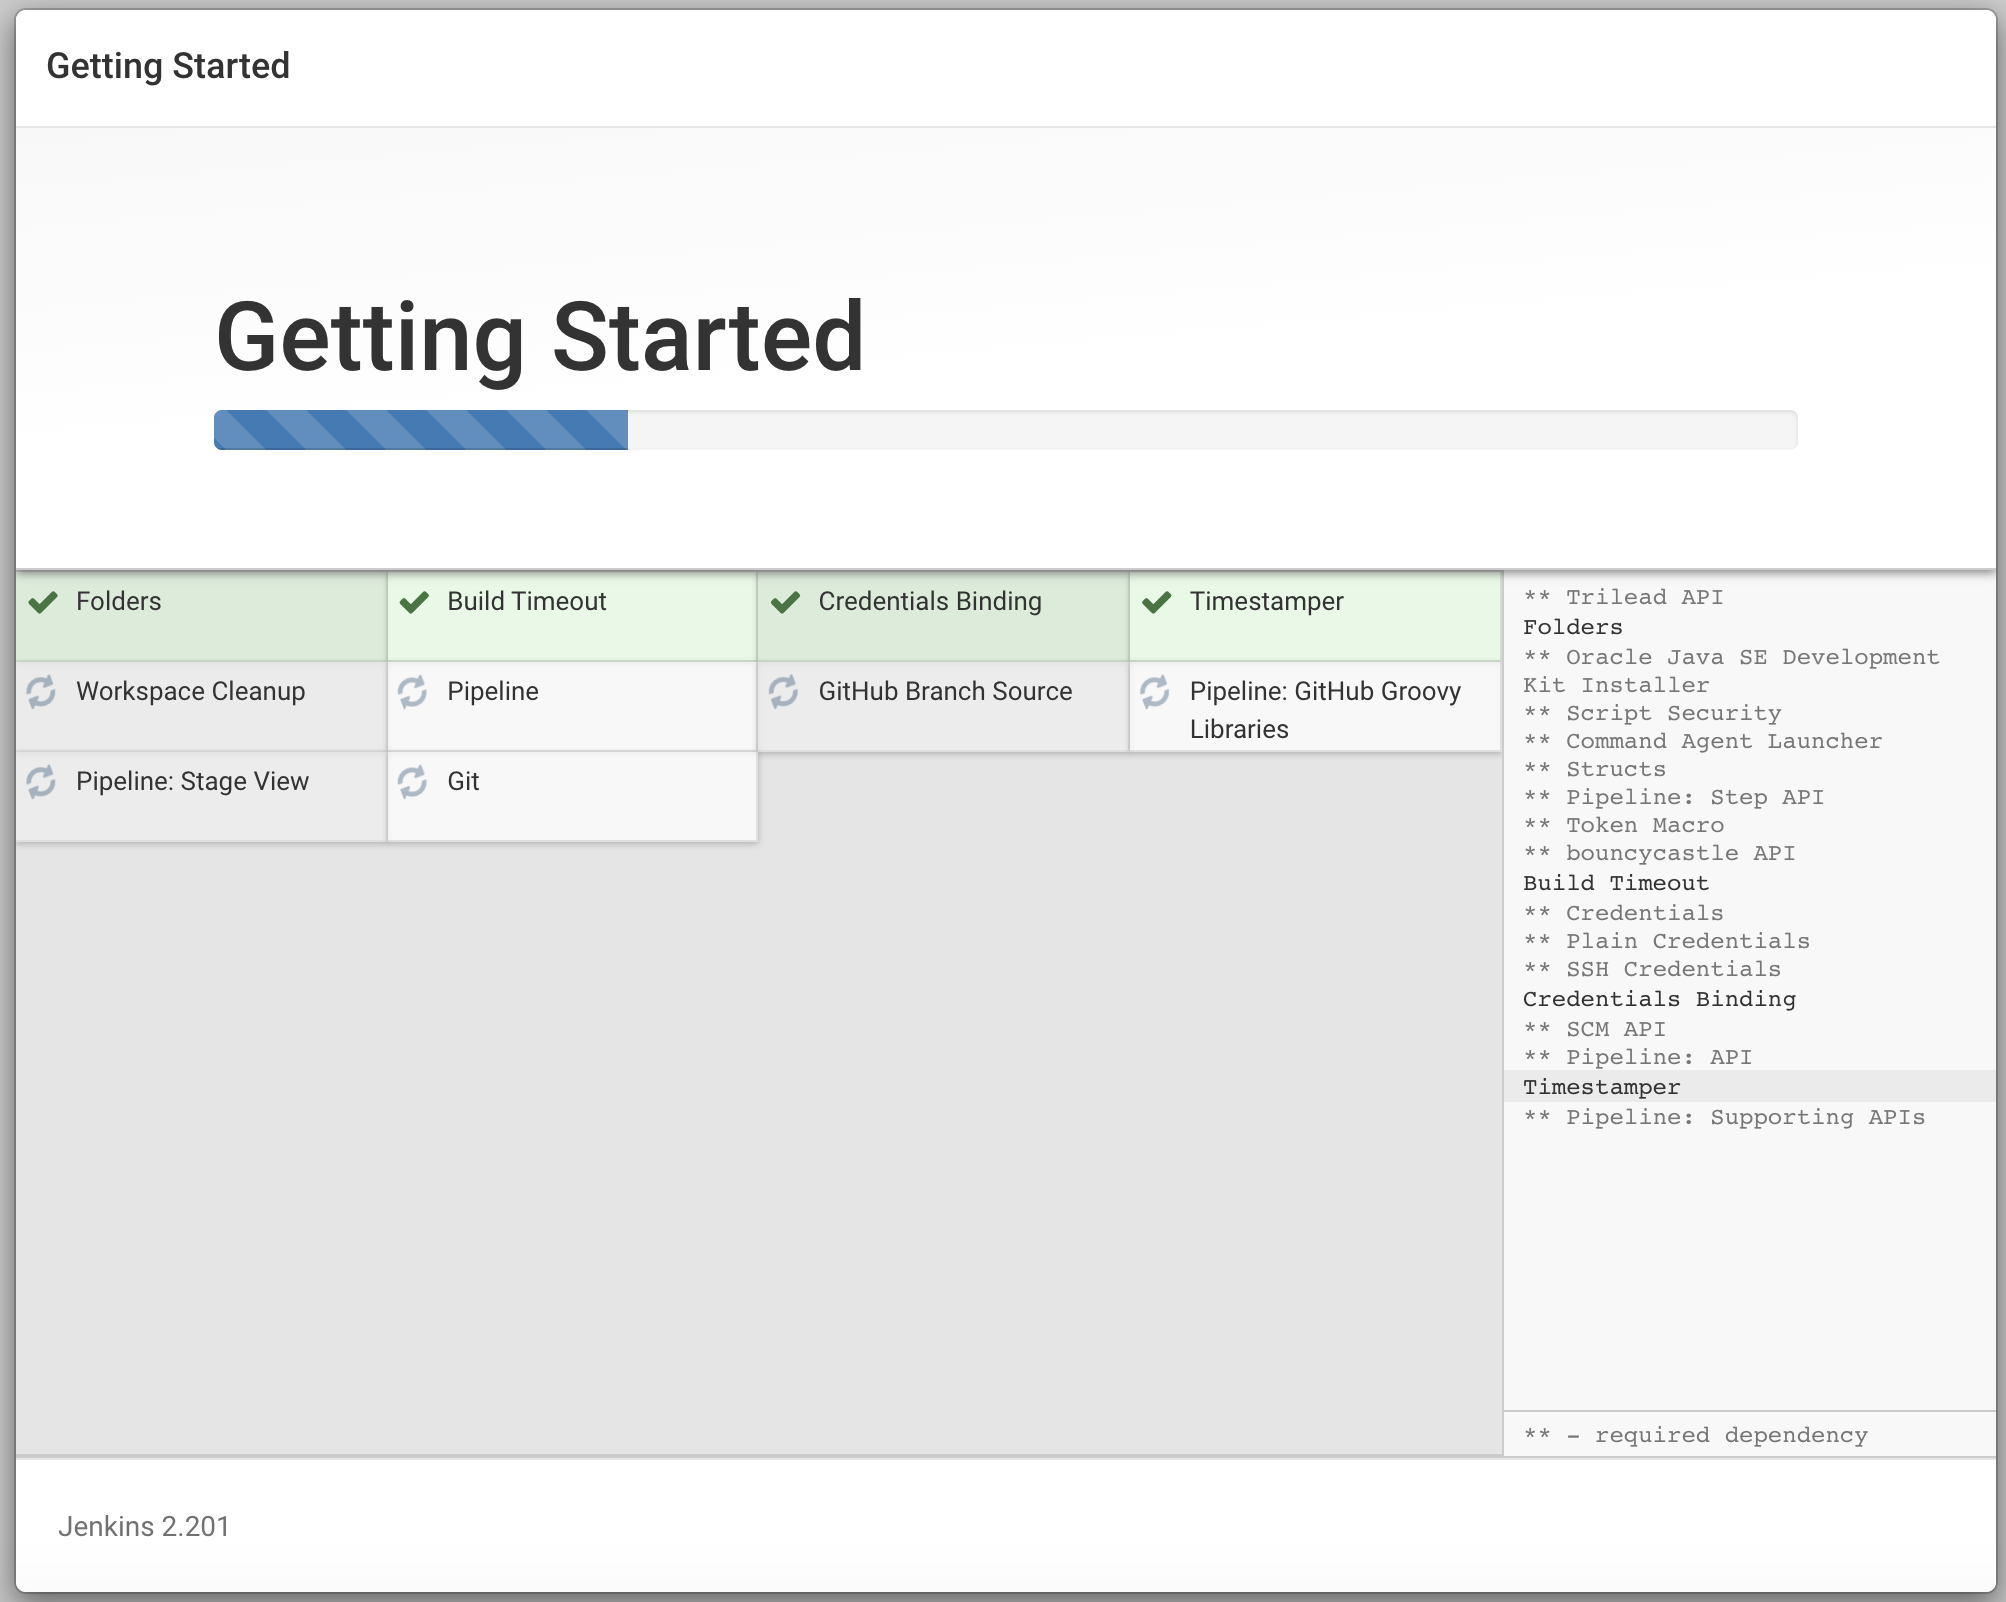 Getting Started
Getting Started
Folders
Build Timeout
Credentials Binding
Timestamper
Workspace Cleanup
Pipeline
GitHub Branch Source
Pipeline: GitHub Groovy
Libraries
Pipeline: Stage View
Git
** Trilead API
Folders
** Oracle Java SE Development
Kit Installer
** Script Security
** Command Agent Launcher
** Structs
** Pipeline: Step API
** Token Macro
** bouncycastle API
Build Timeout
** Credentials
** Plain Credentials
** SSH Credentials
Credentials Binding
** SCM API
** Pipeline: API
Timestamper
** Pipeline: Supporting APIs
** - required dependency
Jenkins 2.201